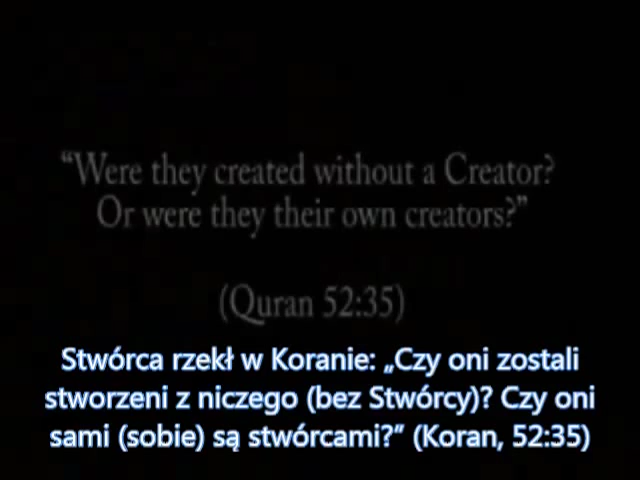 “Were they created without a Creator?
Or were they their own creators?”
(Quran 52:35)
Stwórca rzekł w Koranie: „Czy oni zostali
stworzeni z niczego (bez Stwórcy)? Czy oni
sami (sobie) są stwórcami?” (Koran, 52:35)